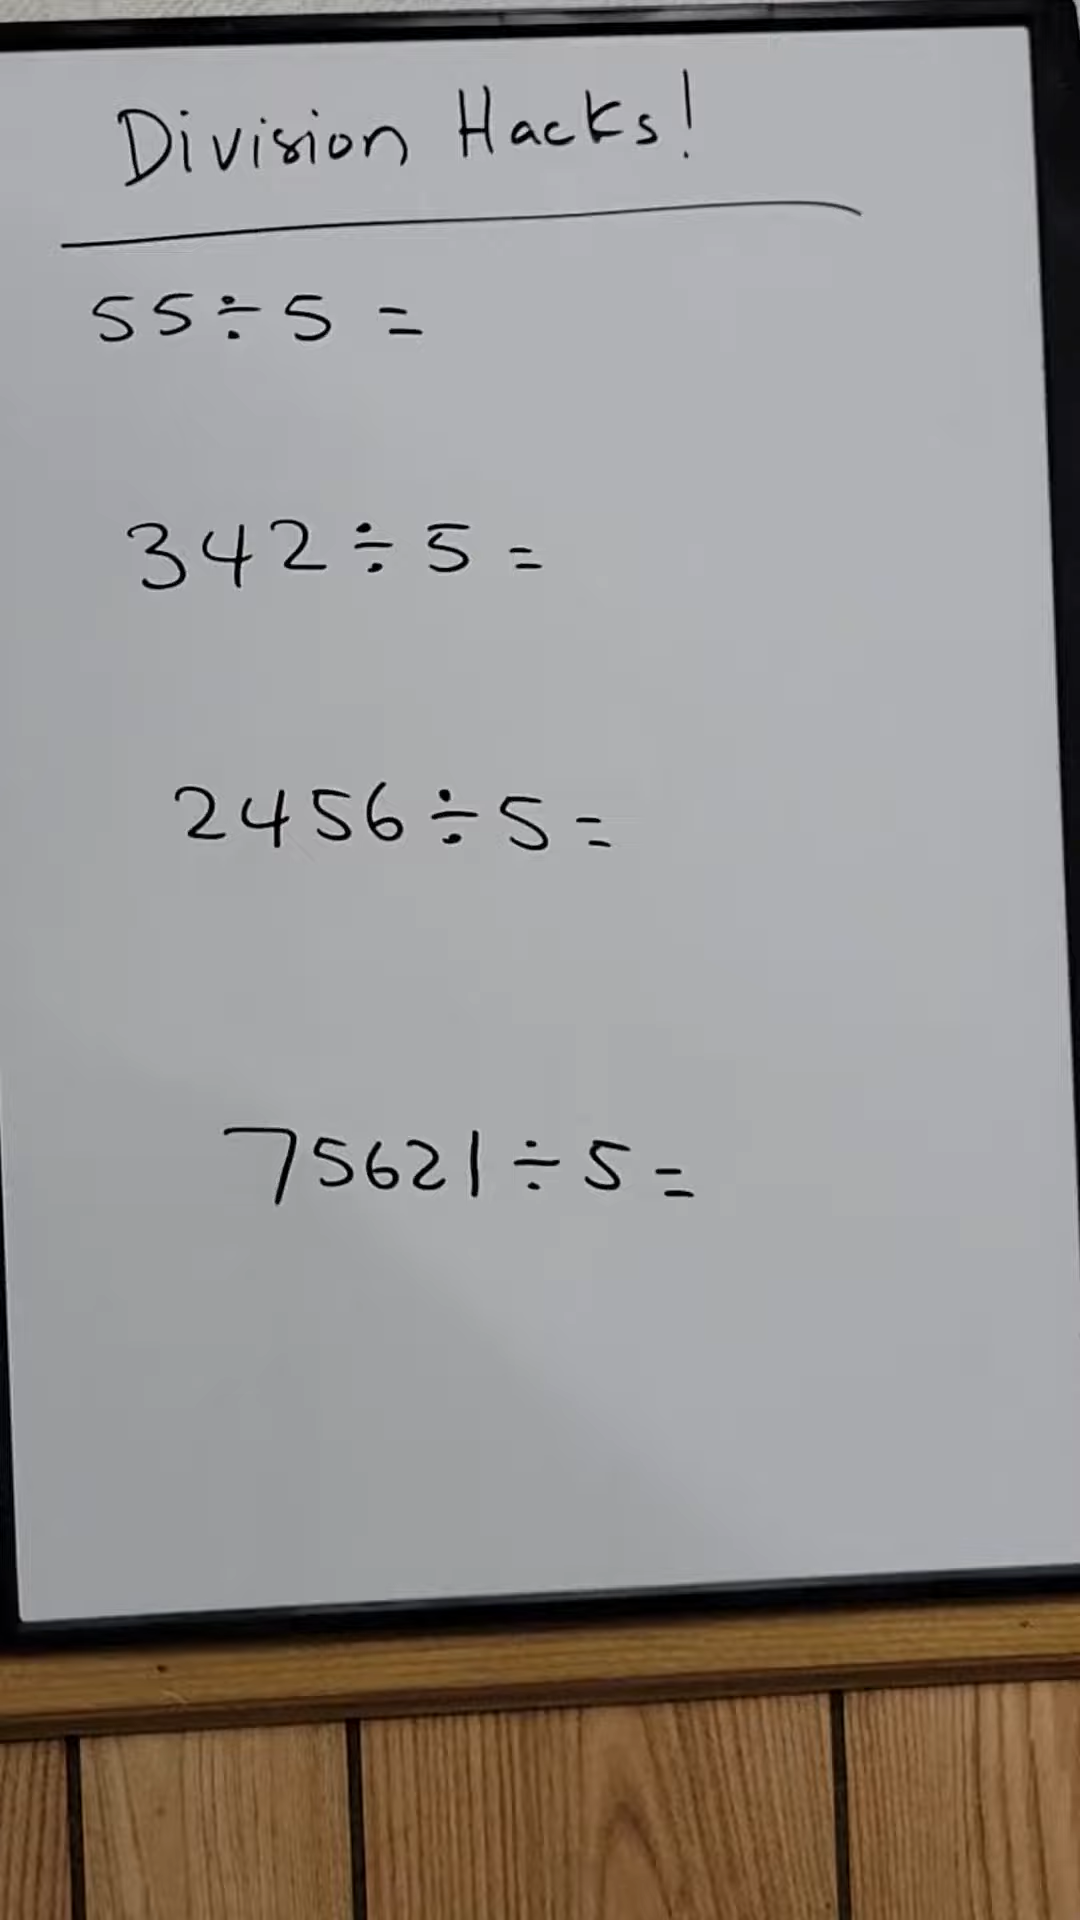 Division Hacks!
55÷5 =
342÷5 =
2456÷5=
75621÷5=